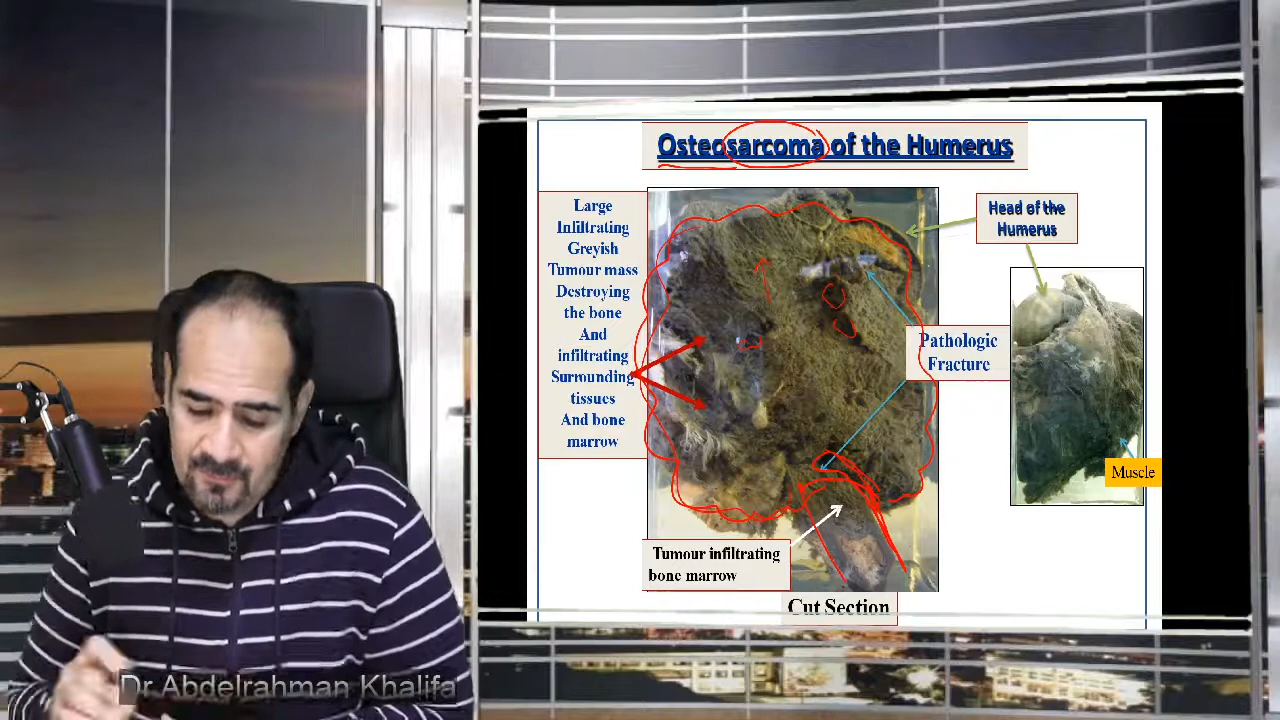 Osteosarcoma of the Humerus
Large
Infiltrating
Greyish
Tumour mass
Destroying
the bone
And
infiltrating
Surrounding
tissues
And bone
marrow
Head of the
Humerus
Pathologic
Fracture
Muscle
Tumour infiltrating
bone marrow
Cut Section
Dr Abdelrahman Khalifa